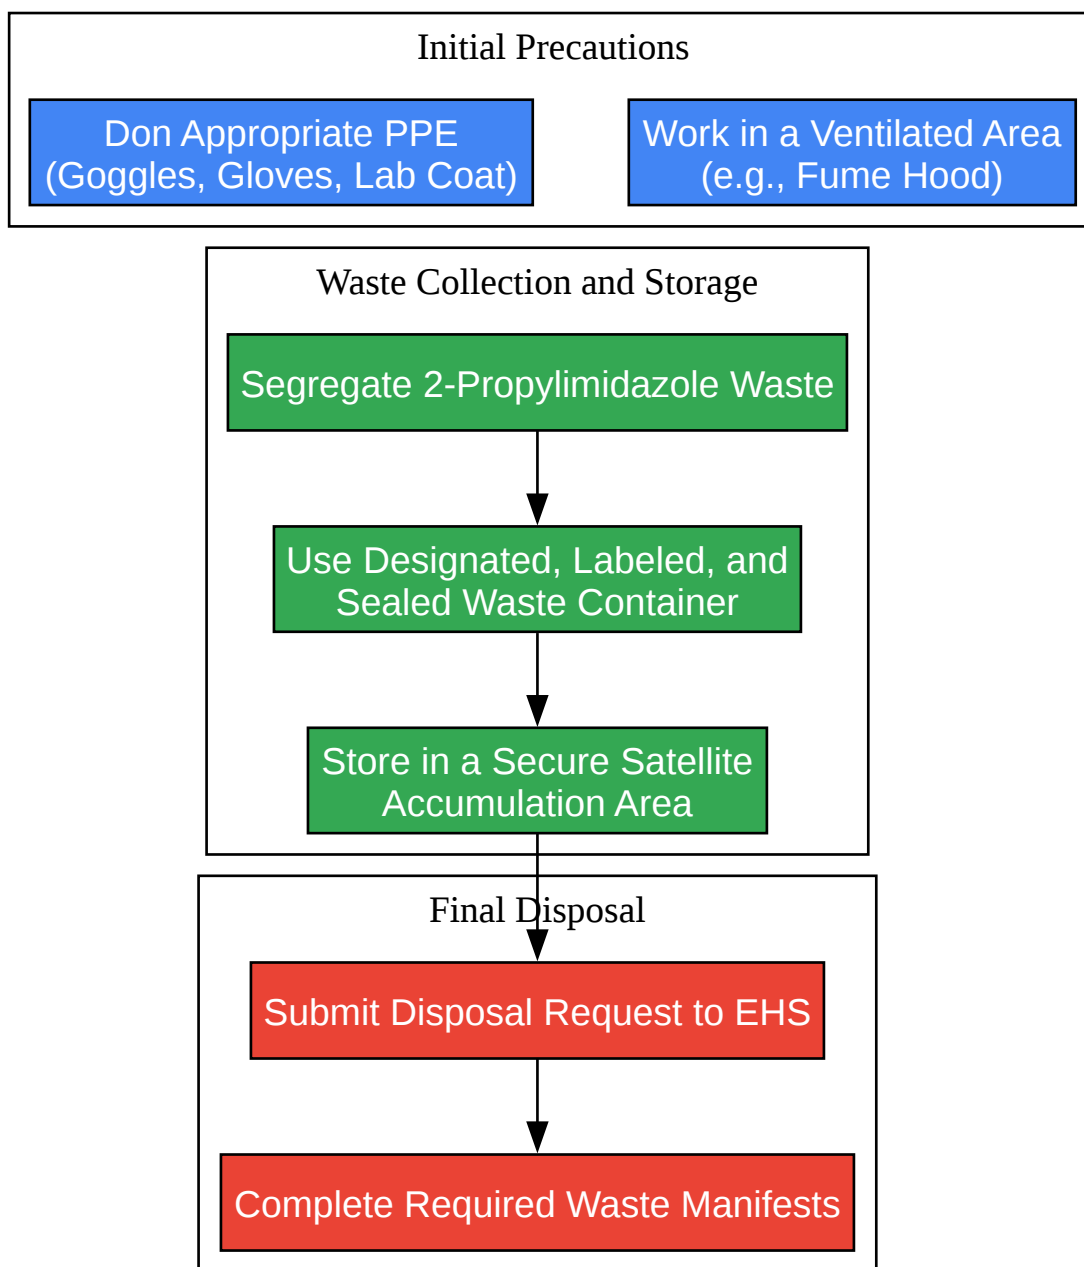 Initial Precautions
Don Appropriate PPE
(Goggles, Gloves, Lab Coat)
Work in a Ventilated Area
(e.g., Fume Hood)
Waste Collection and Storage
Segregate 2-Propylimidazole Waste
Use Designated, Labeled, and
Sealed Waste Container
Store in a Secure Satellite
Accumulation Area
Final Disposal
Submit Disposal Request to EHS
Complete Required Waste Manifests